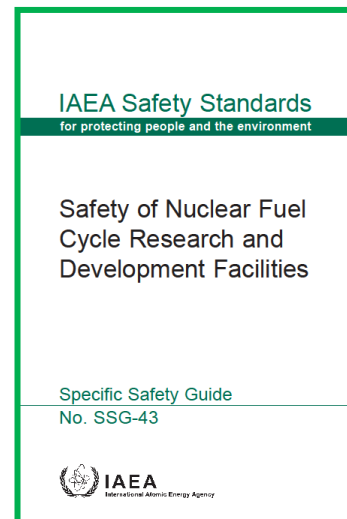 IAEA Safety Standards
for protecting people and the environment
Safety of Nuclear Fuel
Cycle Research and
Development Facilities
Specific Safety Guide
No. SSG-43
IAEA
International Atomic Energy Agency